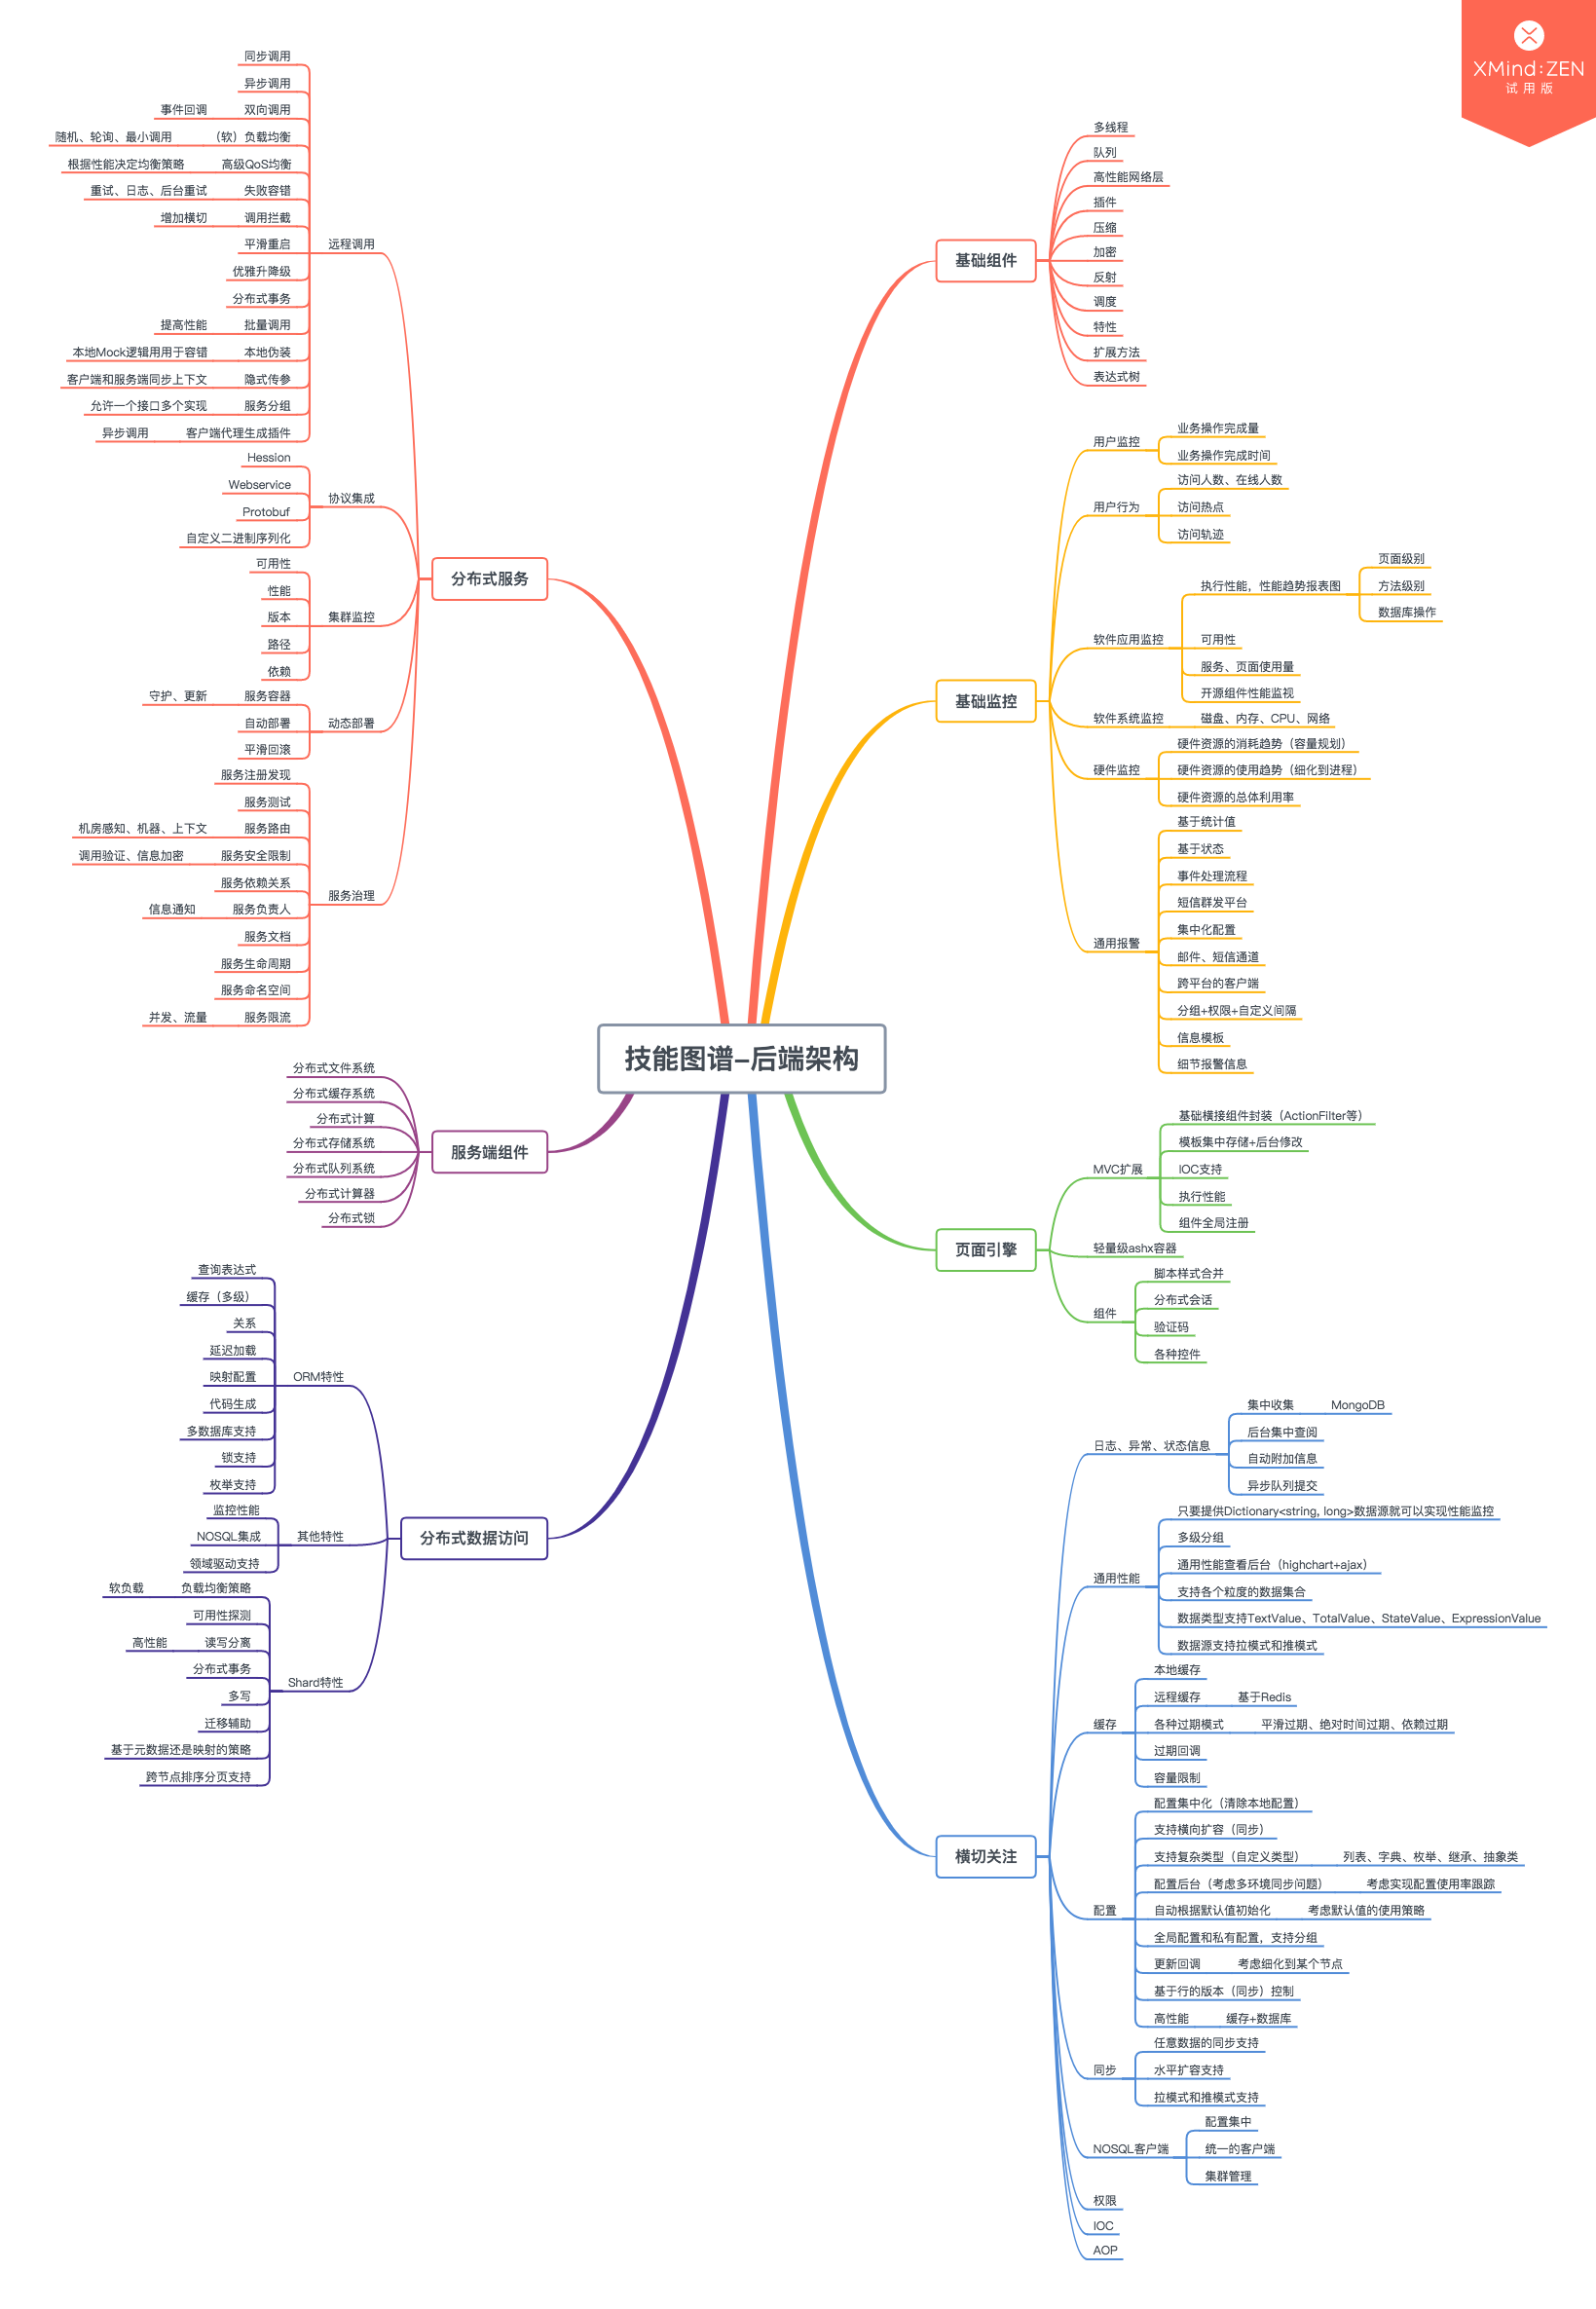 XMind:ZEN
试用版
技能图谱-后端架构
基础组件
多线程
队列
高性能网络层
插件
压缩
加密
反射
调度
特性
扩展方法
表达式树
基础监控
用户监控
业务操作完成量
业务操作完成时间
用户行为
访问人数、在线人数
访问热点
访问轨迹
软件应用监控
执行性能，性能趋势报表图
页面级别
方法级别
数据库操作
可用性
服务、页面使用量
开源组件性能监视
软件系统监控
磁盘、内存、CPU、网络
硬件监控
硬件资源的消耗趋势（容量规划）
硬件资源的使用趋势（细化到进程）
硬件资源的总体利用率
通用报警
基于统计值
基于状态
事件处理流程
短信群发平台
集中化配置
邮件、短信通道
跨平台的客户端
分组+权限+自定义间隔
信息模板
细节报警信息
页面引擎
MVC扩展
基础横接组件封装（ActionFilter等）
模板集中存储+后台修改
IOC支持
执行性能
组件全局注册
轻量级ashx容器
组件
脚本样式合并
分布式会话
验证码
各种控件
横切关注
日志、异常、状态信息
集中收集
MongoDB
后台集中查阅
自动附加信息
异步队列提交
通用性能
只要提供Dictionary<string, long>数据源就可以实现性能监控
多级分组
通用性能查看后台（highchart+ajax）
支持各个粒度的数据集合
数据类型支持TextValue、TotalValue、StateValue、ExpressionValue
数据源支持拉模式和推模式
缓存
本地缓存
远程缓存
基于Redis
各种过期模式
平滑过期、绝对时间过期、依赖过期
过期回调
容量限制
配置
配置集中化（清除本地配置）
支持横向扩容（同步）
支持复杂类型（自定义类型）
列表、字典、枚举、继承、抽象类
配置后台（考虑多环境同步问题）
考虑实现配置使用率跟踪
自动根据默认值初始化
考虑默认值的使用策略
全局配置和私有配置，支持分组
更新回调
考虑细化到某个节点
基于行的版本（同步）控制
高性能
缓存+数据库
同步
任意数据的同步支持
水平扩容支持
拉模式和推模式支持
NOSQL客户端
配置集中
统一的客户端
集群管理
权限
IOC
AOP
分布式服务
远程调用
同步调用
异步调用
双向调用
事件回调
（软）负载均衡
随机、轮询、最小调用
高级QoS均衡
根据性能决定均衡策略
失败容错
重试、日志、后台重试
调用拦截
增加横切
平滑重启
优雅升降级
分布式事务
批量调用
提高性能
本地伪装
本地Mock逻辑用用于容错
隐式传参
客户端和服务端同步上下文
服务分组
允许一个接口多个实现
客户端代理生成插件
异步调用
协议集成
Hession
Webservice
Protobuf
自定义二进制序列化
集群监控
可用性
性能
版本
路径
依赖
动态部署
服务容器
守护、更新
自动部署
平滑回滚
服务治理
服务注册发现
服务测试
服务路由
机房感知、机器、上下文
服务安全限制
调用验证、信息加密
服务依赖关系
服务负责人
信息通知
服务文档
服务生命周期
服务命名空间
服务限流
并发、流量
服务端组件
分布式文件系统
分布式缓存系统
分布式计算
分布式存储系统
分布式队列系统
分布式计算器
分布式锁
分布式数据访问
ORM特性
查询表达式
缓存（多级）
关系
延迟加载
映射配置
代码生成
多数据库支持
锁支持
枚举支持
其他特性
监控性能
NOSQL集成
领域驱动支持
Shard特性
负载均衡策略
软负载
可用性探测
读写分离
高性能
分布式事务
多写
迁移辅助
基于元数据还是映射的策略
跨节点排序分页支持